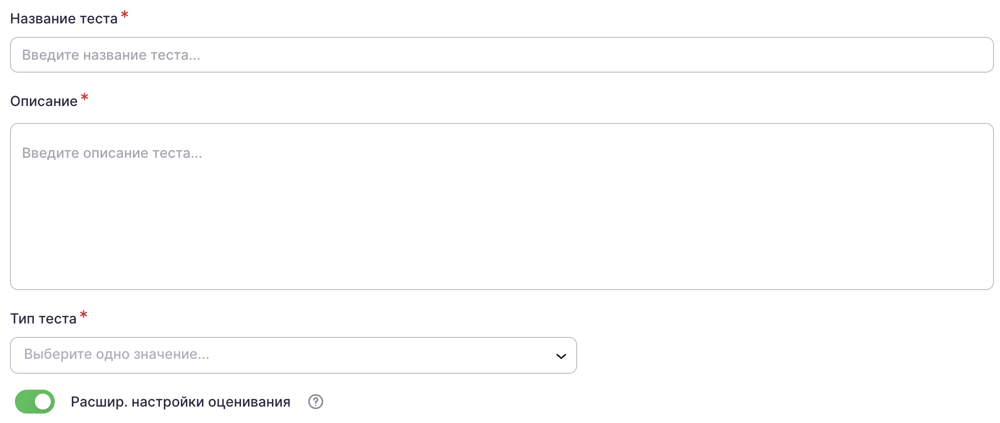 Название теста*
Введите название теста...
Описание*
Введите описание теста...
Тип теста*
Выберите одно значение...
Расшир. настройки оценивания ?